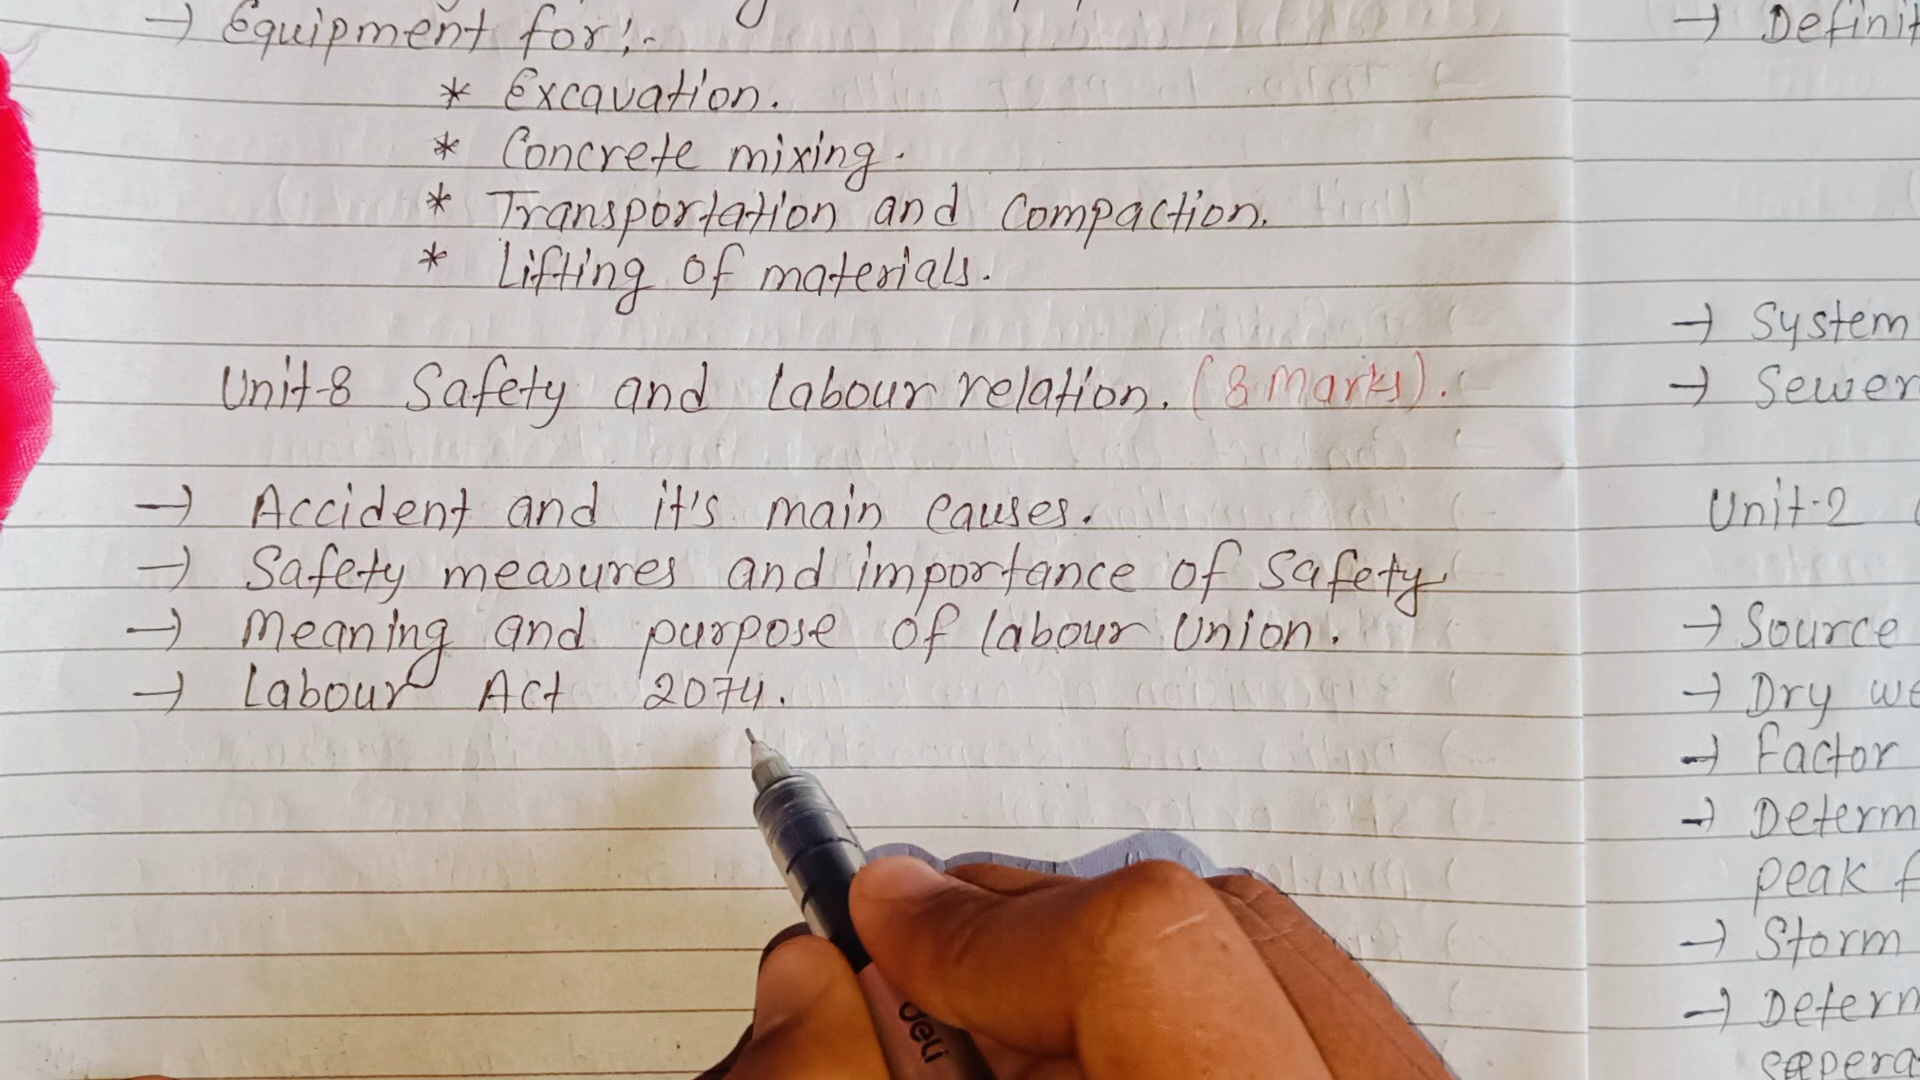 → Equipment for:-
* Excavation.
* Concrete mixing.
* Transportation and Compaction.
* Lifting of materials.
Unit-8 Safety and Labour relation. (8 Marks).
→ Accident and it's main causes.
→ Safety measures and importance of Safety
→ Meaning and purpose of labour Union.
→ Labour Act 2074.
→ Definit
→ System
→ Sewer
Unit-2
→ Source
→ Dry we
→ Factor
→ Determ
peak f
→ Storm
→ Determ
seepera
deli